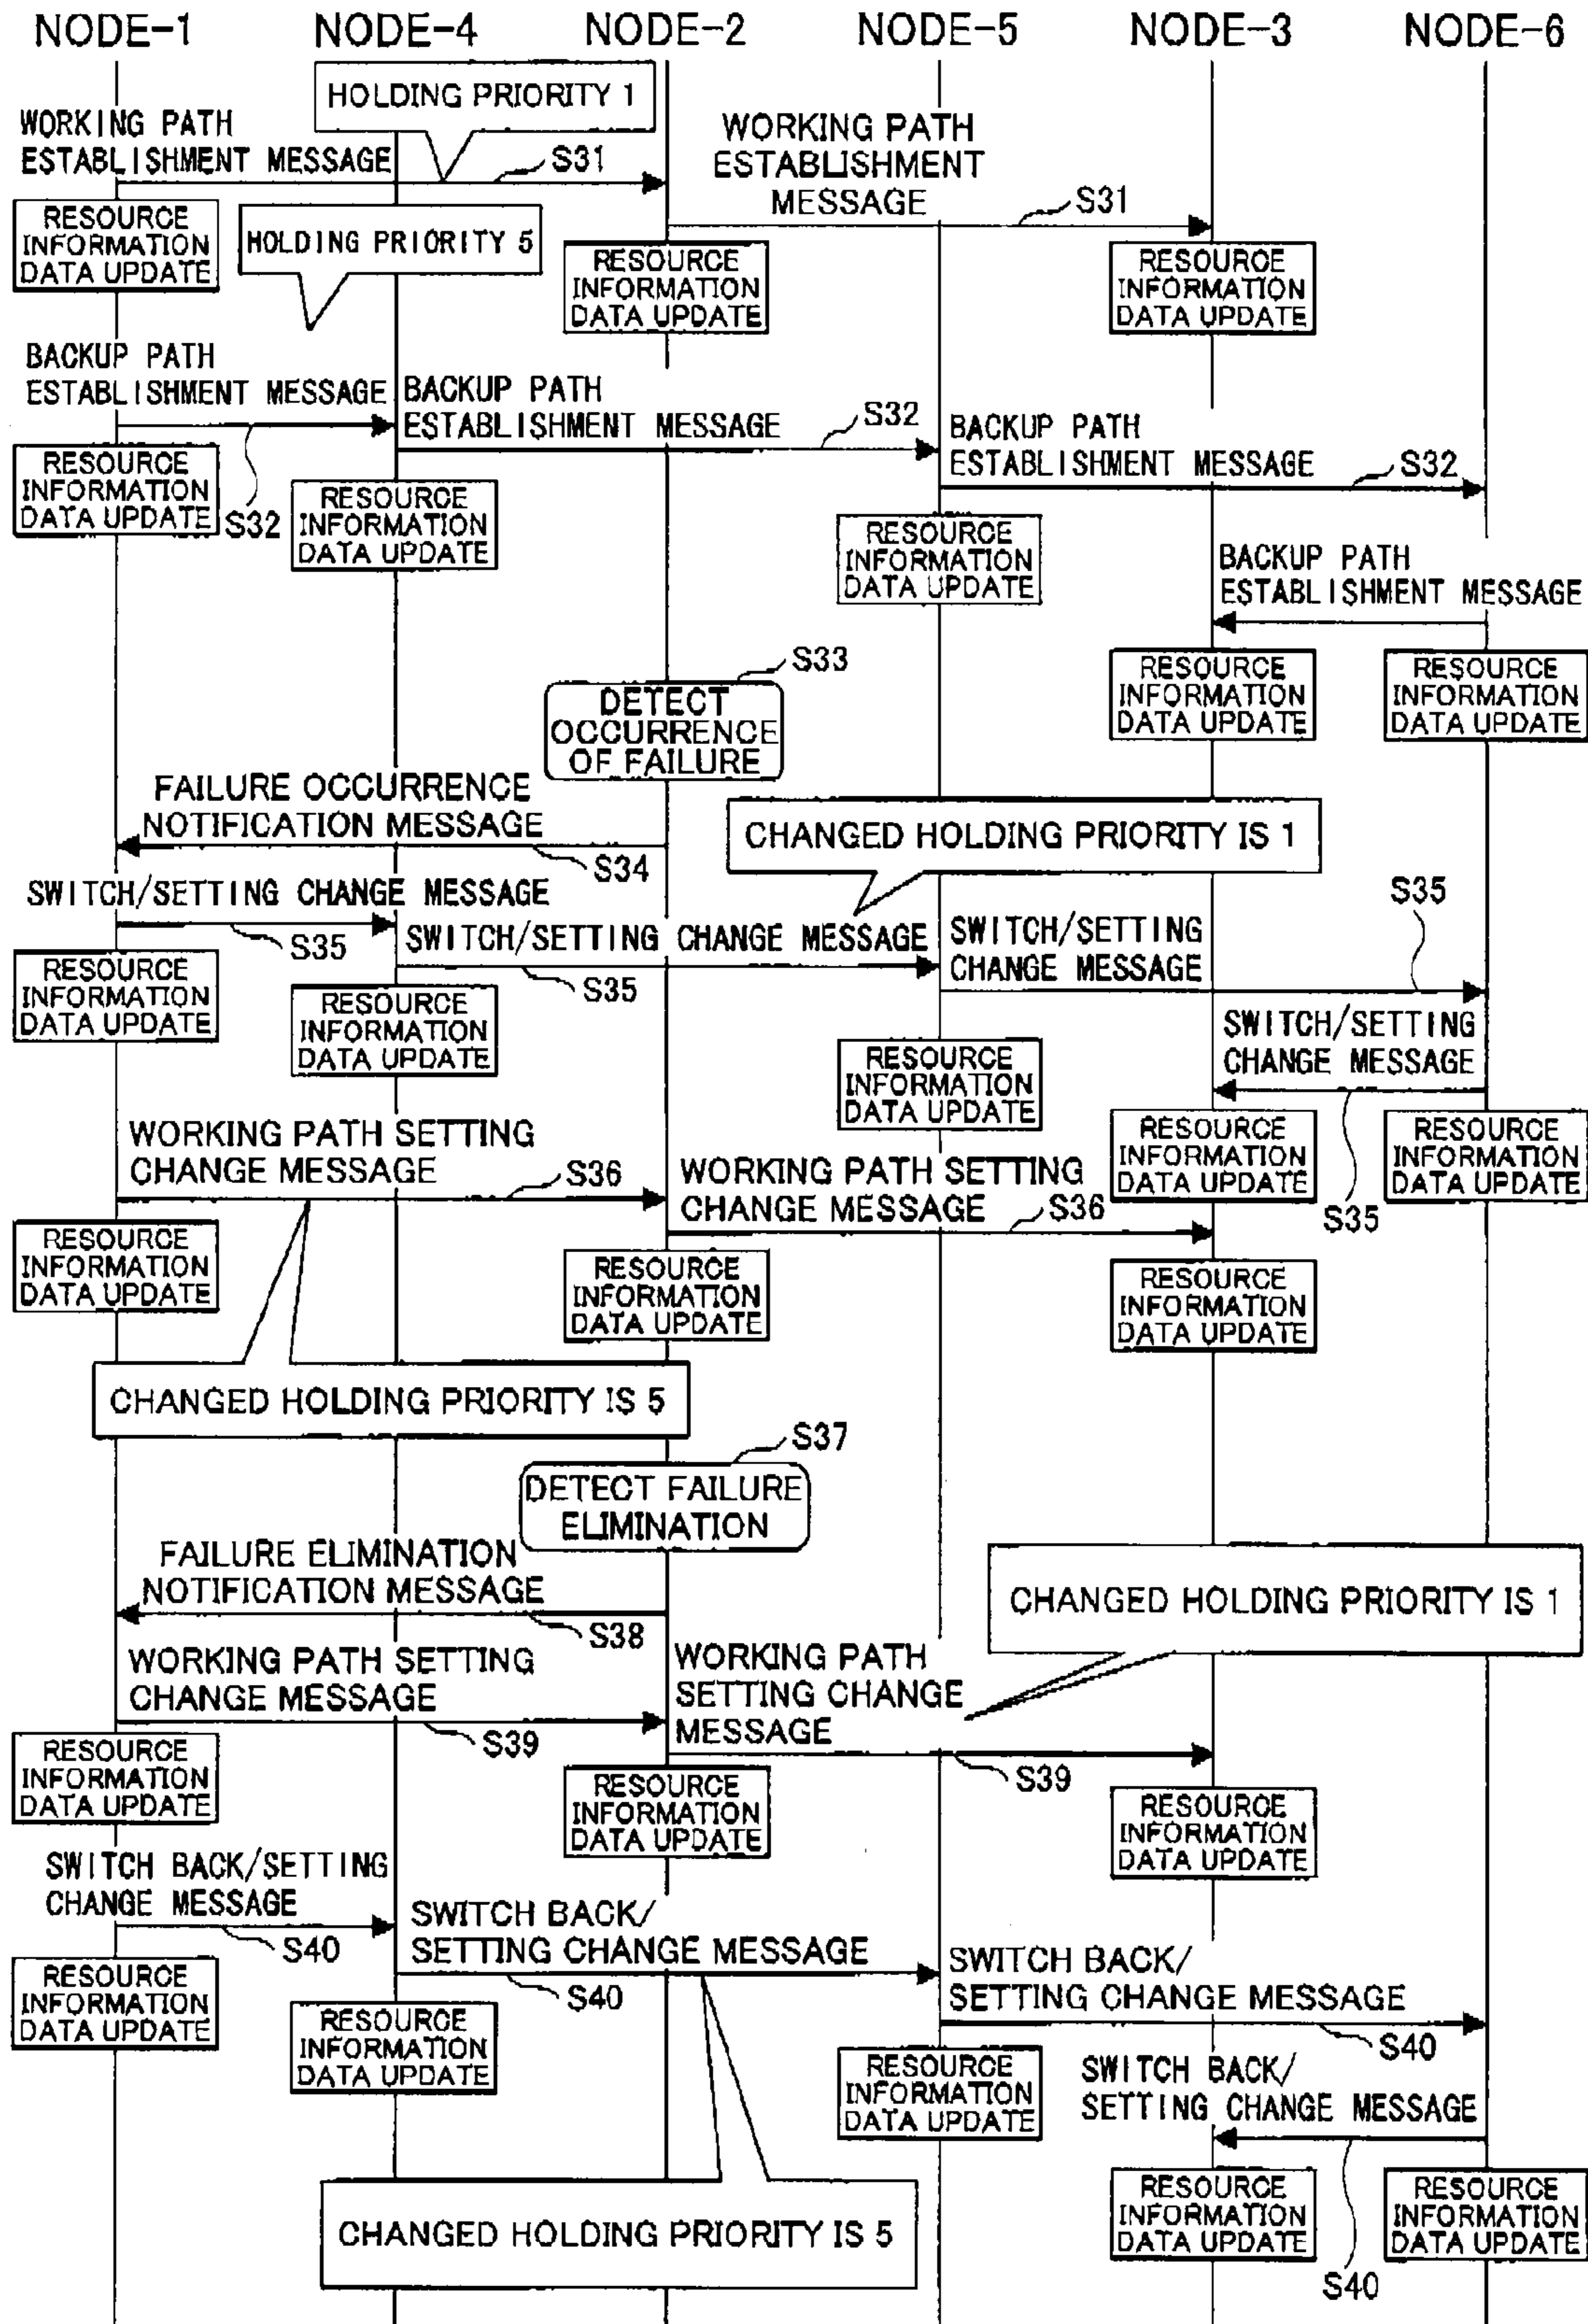 NODE-1 NODE-4 NODE-2 NODE-5 NODE-3 NODE-6
HOLDING PRIORITY 1
WORKING PATH
ESTABLISHMENT MESSAGE
S31
WORKING PATH
ESTABLISHMENT
MESSAGE
S31
RESOURCE
INFORMATION
DATA UPDATE
HOLDING PRIORITY 5
RESOURCE
INFORMATION
DATA UPDATE
RESOURCE
INFORMATION
DATA UPDATE
BACKUP PATH
ESTABLISHMENT MESSAGE
S32
BACKUP PATH
ESTABLISHMENT MESSAGE
S32
BACKUP PATH
ESTABLISHMENT MESSAGE
S32
RESOURCE
INFORMATION
DATA UPDATE
RESOURCE
INFORMATION
DATA UPDATE
RESOURCE
INFORMATION
DATA UPDATE
BACKUP PATH
ESTABLISHMENT MESSAGE
RESOURCE
INFORMATION
DATA UPDATE
RESOURCE
INFORMATION
DATA UPDATE
S33
DETECT
OCCURRENCE
OF FAILURE
FAILURE OCCURRENCE
NOTIFICATION MESSAGE
S34
CHANGED HOLDING PRIORITY IS 1
SWITCH/SETTING CHANGE MESSAGE
S35
SWITCH/SETTING CHANGE MESSAGE
S35
SWITCH/SETTING
CHANGE MESSAGE
S35
RESOURCE
INFORMATION
DATA UPDATE
RESOURCE
INFORMATION
DATA UPDATE
RESOURCE
INFORMATION
DATA UPDATE
SWITCH/SETTING
CHANGE MESSAGE
S35
RESOURCE
INFORMATION
DATA UPDATE
RESOURCE
INFORMATION
DATA UPDATE
WORKING PATH SETTING
CHANGE MESSAGE
S36
WORKING PATH SETTING
CHANGE MESSAGE
S36
RESOURCE
INFORMATION
DATA UPDATE
RESOURCE
INFORMATION
DATA UPDATE
RESOURCE
INFORMATION
DATA UPDATE
CHANGED HOLDING PRIORITY IS 5
S37
DETECT FAILURE
ELIMINATION
FAILURE ELIMINATION
NOTIFICATION MESSAGE
S38
CHANGED HOLDING PRIORITY IS 1
WORKING PATH SETTING
CHANGE MESSAGE
S39
WORKING PATH
SETTING CHANGE
MESSAGE
S39
RESOURCE
INFORMATION
DATA UPDATE
RESOURCE
INFORMATION
DATA UPDATE
RESOURCE
INFORMATION
DATA UPDATE
SWITCH BACK/SETTING
CHANGE MESSAGE
S40
SWITCH BACK/
SETTING CHANGE MESSAGE
S40
SWITCH BACK/
SETTING CHANGE MESSAGE
S40
RESOURCE
INFORMATION
DATA UPDATE
RESOURCE
INFORMATION
DATA UPDATE
RESOURCE
INFORMATION
DATA UPDATE
SWITCH BACK/
SETTING CHANGE MESSAGE
S40
RESOURCE
INFORMATION
DATA UPDATE
RESOURCE
INFORMATION
DATA UPDATE
CHANGED HOLDING PRIORITY IS 5